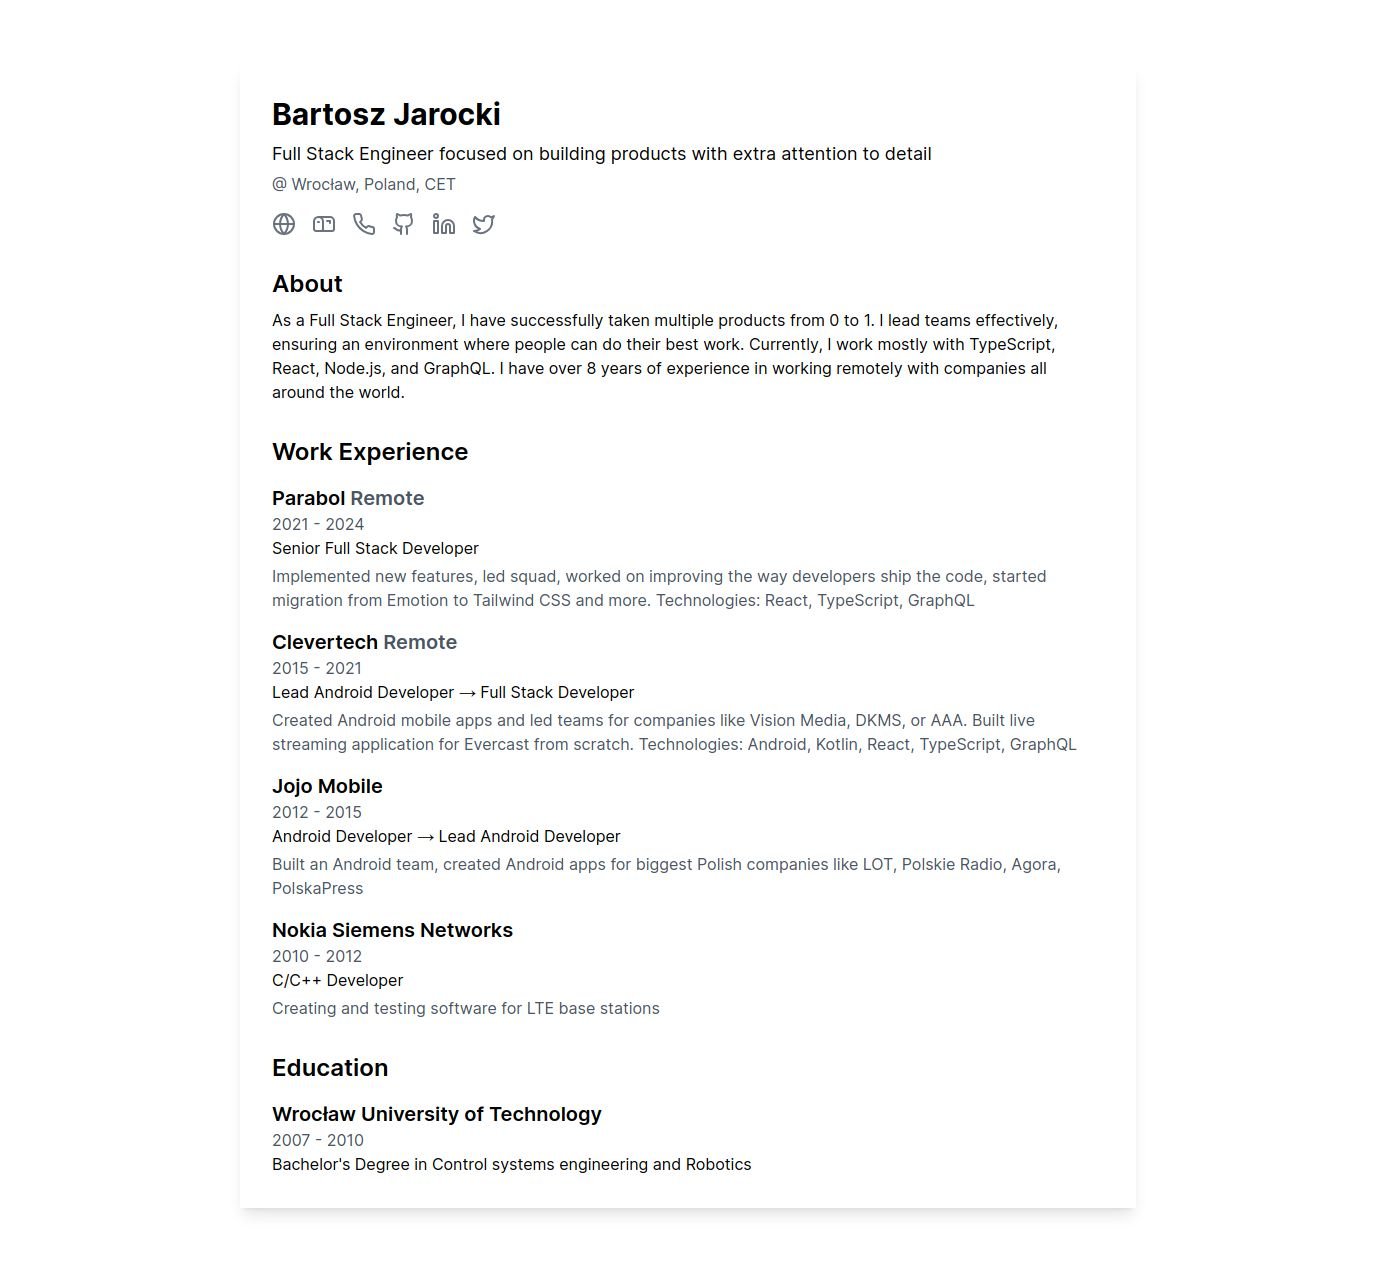 Bartosz Jarocki
Full Stack Engineer focused on building products with extra attention to detail
@ Wrocław, Poland, CET
About
As a Full Stack Engineer, I have successfully taken multiple products from 0 to 1. I lead teams effectively,
ensuring an environment where people can do their best work. Currently, I work mostly with TypeScript,
React, Node.js, and GraphQL. I have over 8 years of experience in working remotely with companies all
around the world.
Work Experience
Parabol Remote
2021 - 2024
Senior Full Stack Developer
Implemented new features, led squad, worked on improving the way developers ship the code, started
migration from Emotion to Tailwind CSS and more. Technologies: React, TypeScript, GraphQL
Clevertech Remote
2015 - 2021
Lead Android Developer → Full Stack Developer
Created Android mobile apps and led teams for companies like Vision Media, DKMS, or AAA. Built live
streaming application for Evercast from scratch. Technologies: Android, Kotlin, React, TypeScript, GraphQL
Jojo Mobile
2012 - 2015
Android Developer → Lead Android Developer
Built an Android team, created Android apps for biggest Polish companies like LOT, Polskie Radio, Agora,
PolskaPress
Nokia Siemens Networks
2010 - 2012
C/C++ Developer
Creating and testing software for LTE base stations
Education
Wrocław University of Technology
2007 - 2010
Bachelor's Degree in Control systems engineering and Robotics